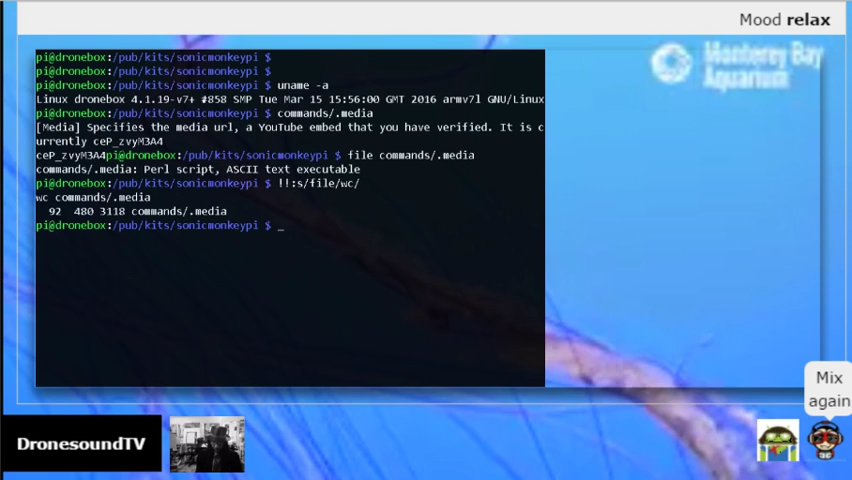 Mood relax
Monterey Bay
Aquarium
pi@dronebox:/pub/kits/sonicmonkeypi $
pi@dronebox:/pub/kits/sonicmonkeypi $
pi@dronebox:/pub/kits/sonicmonkeypi $ uname -a
Linux dronebox 4.1.19-v7+ #858 SMP Tue Mar 15 15:56:00 GMT 2016 armv7l GNU/Linux
pi@dronebox:/pub/kits/sonicmonkeypi $ commands/.media
[Media] Specifies the media url, a YouTube embed that you have verified. It is c
urrently ceP_zvyM3A4
ceP_zvyM3A4pi@dronebox:/pub/kits/sonicmonkeypi $ file commands/.media
commands/.media: Perl script, ASCII text executable
pi@dronebox:/pub/kits/sonicmonkeypi $ !!:s/file/wc/
wc commands/.media
92 480 3118 commands/.media
pi@dronebox:/pub/kits/sonicmonkeypi $ _
Mix
again
DronesoundTV